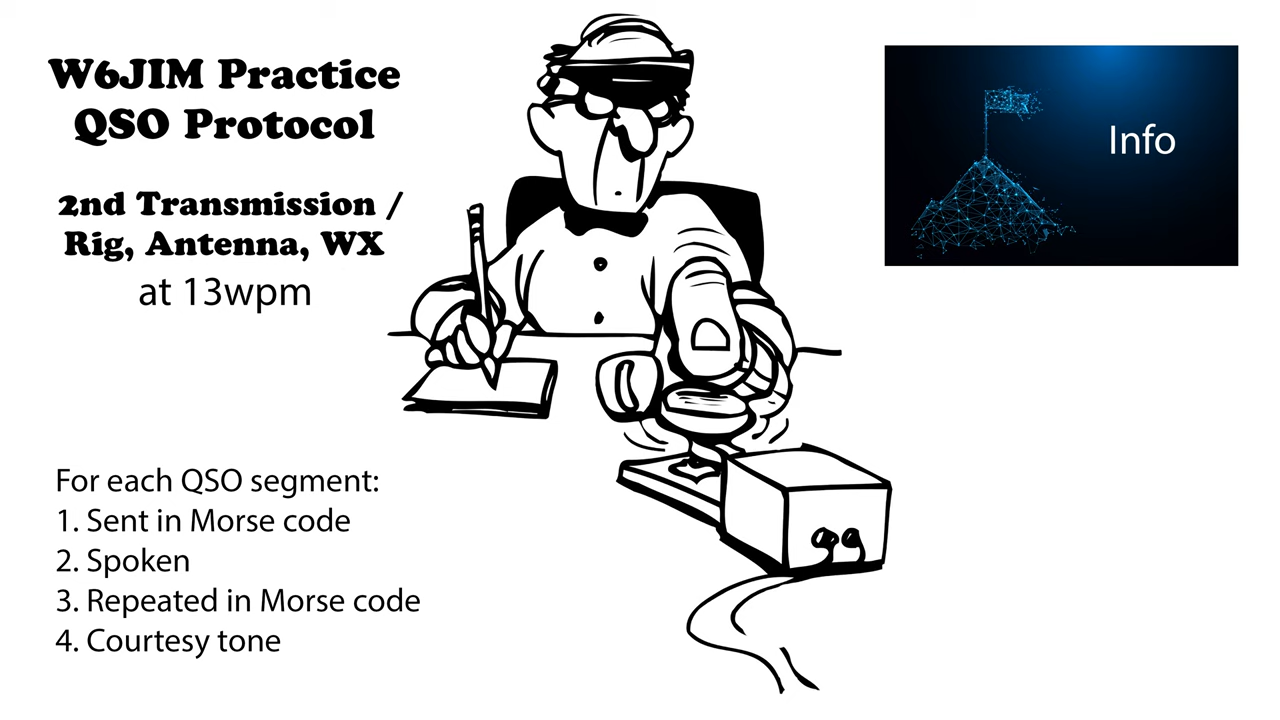 W6JIM Practice
QSO Protocol
2nd Transmission /
Rig, Antenna, WX
at 13wpm
Info
For each QSO segment:
1. Sent in Morse code
2. Spoken
3. Repeated in Morse code
4. Courtesy tone